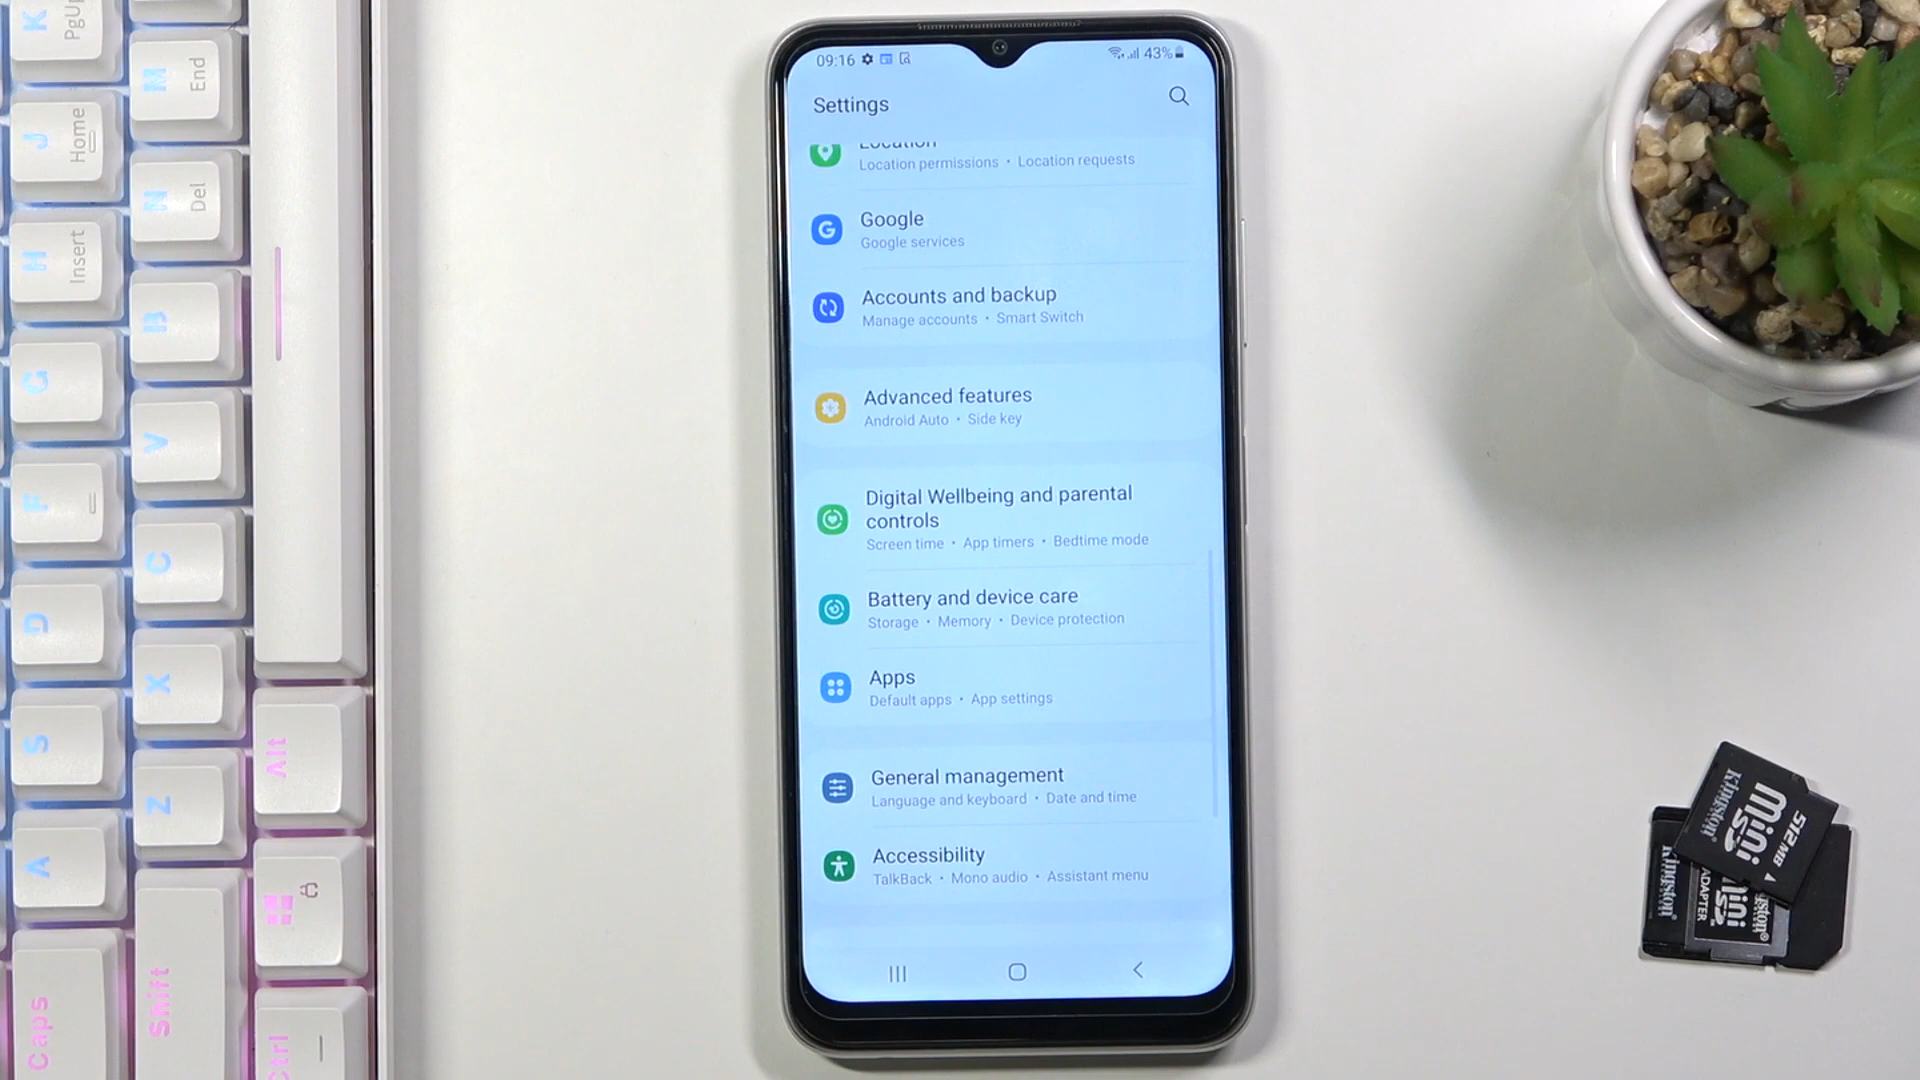 09:16
43%
Settings
Location
Location permissions • Location requests
Google
Google services
Accounts and backup
Manage accounts • Smart Switch
Advanced features
Android Auto • Side key
Digital Wellbeing and parental
controls
Screen time • App timers • Bedtime mode
Battery and device care
Storage • Memory • Device protection
Apps
Default apps • App settings
General management
Language and keyboard • Date and time
Accessibility
TalkBack • Mono audio • Assistant menu
K
PgUp
M
End
J
Home
N
Del
H
Insert
B
G
V
F
C
D
X
S
Alt
Z
A
Shift
Caps
Ctrl
Kingston
mini
SD
512MB
Kingston
mini
SD
ADAPTER